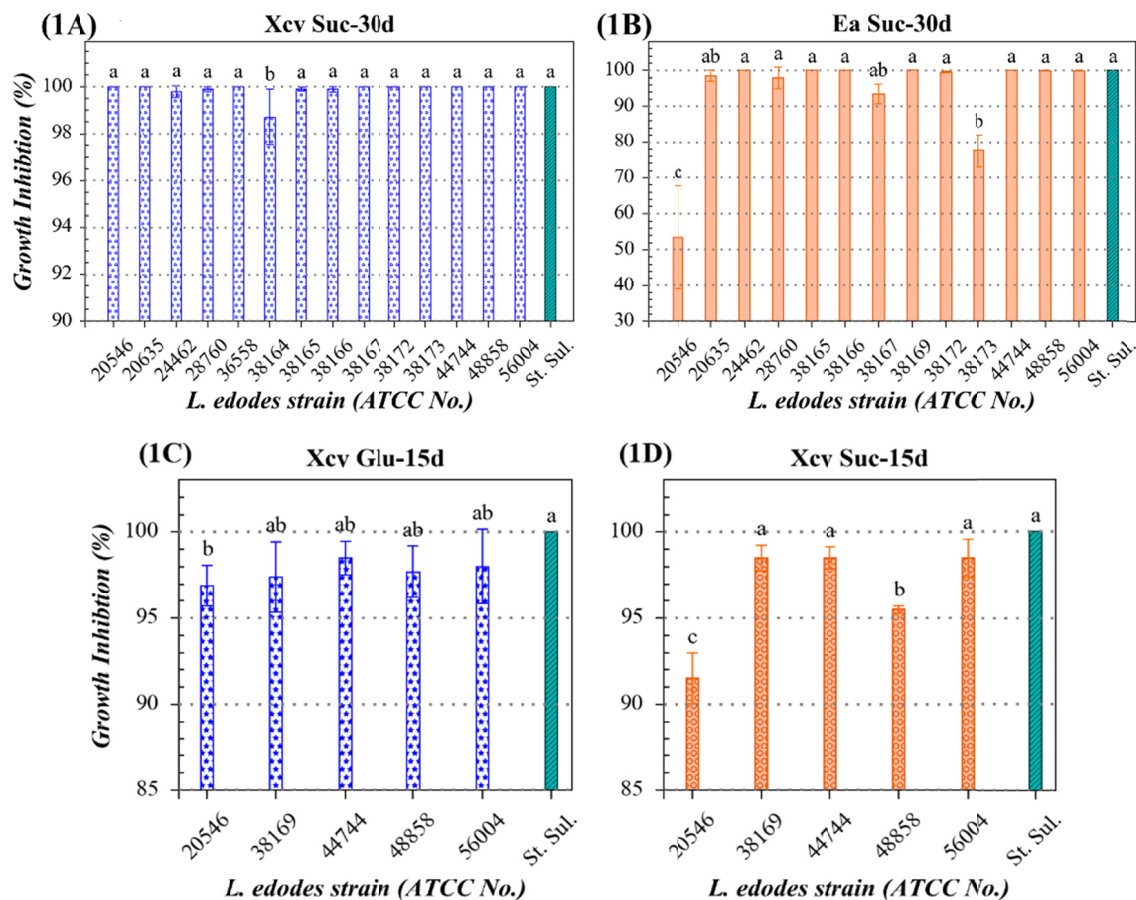 (1A) Xcv Suc-30d
a a a a a b a a a a a a a a a
100
98
96
94
92
90
Growth Inhibtion (%)
20546 20635 24462 28760 36558 38164 38165 38166 38167 38172 38173 44744 48858 56004 St. Sul.
L. edodes strain (ATCC No.)
(1B) Ea Suc-30d
c ab a a a a ab a a b a a a a
100
90
80
70
60
50
40
30
20546 20635 24462 28760 38165 38166 38167 38169 38172 38173 44744 48858 56004 St. Sul.
L. edodes strain (ATCC No.)
(1C) Xcv Glu-15d
b ab ab ab ab a
100
95
90
85
Growth Inhibtion (%)
20546 38169 44744 48858 56004 St. Sul.
L. edodes strain (ATCC No.)
(1D) Xcv Suc-15d
c a a b a a
100
95
90
85
20546 38169 44744 48858 56004 St. Sul.
L. edodes strain (ATCC No.)